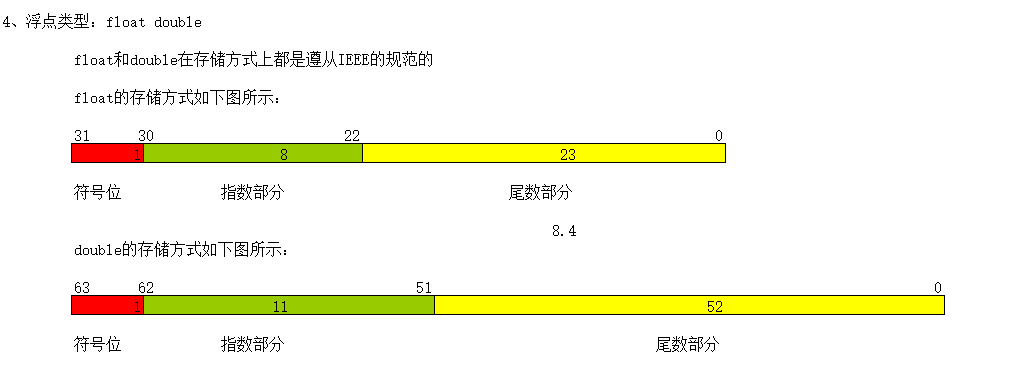 4、浮点类型：float double
float和double在存储方式上都是遵从IEEE的规范的
float的存储方式如下图所示：
31 30 22 0
1 8 23
符号位 指数部分 尾数部分
8.4
double的存储方式如下图所示：
63 62 51 0
1 11 52
符号位 指数部分 尾数部分